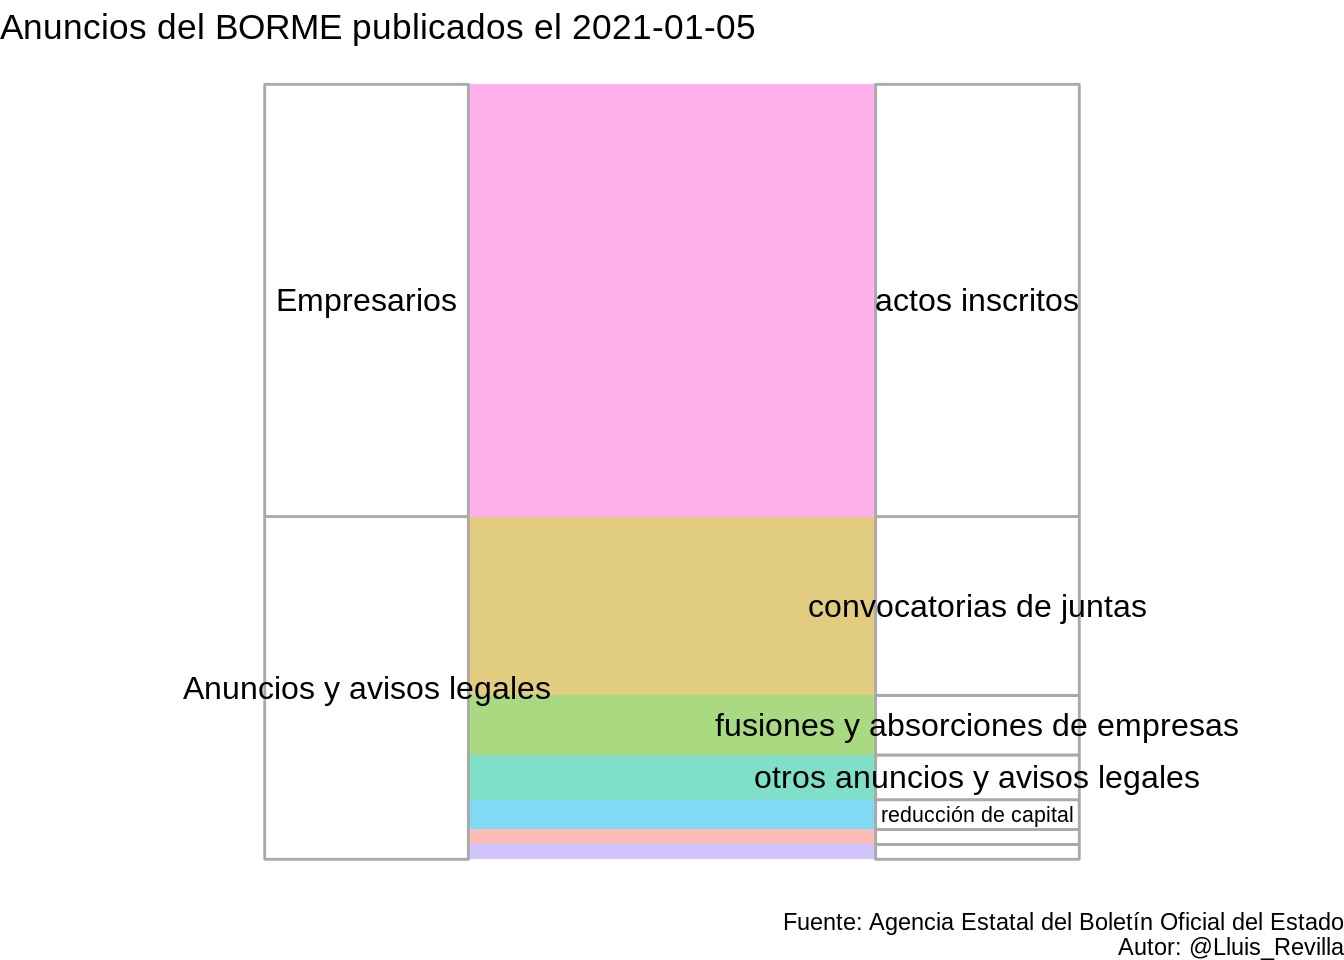 Anuncios del BORME publicados el 2021-01-05
Empresarios
actos inscritos
convocatorias de juntas
Anuncios y avisos legales
fusiones y absorciones de empresas
otros anuncios y avisos legales
reducción de capital
Fuente: Agencia Estatal del Boletín Oficial del Estado
Autor: @Lluis_Revilla